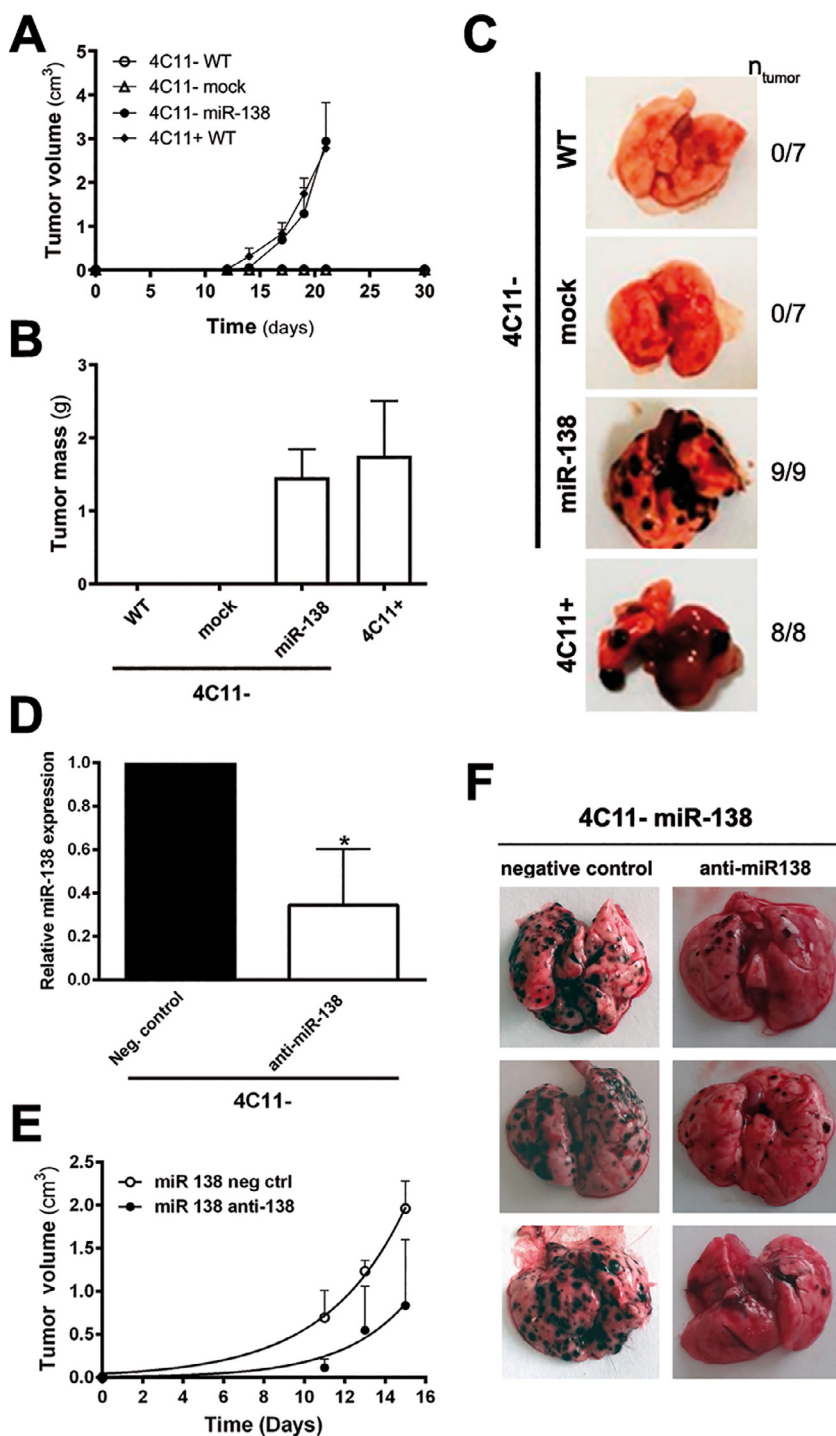 A
4C11- WT
4C11- mock
4C11- miR-138
4C11+ WT
Tumor volume (cm³)
5
4
3
2
1
0
0 5 10 15 20 25 30
Time (days)
B
Tumor mass (g)
3
2
1
0
WT mock miR-138 4C11+
4C11-
C
n tumor
4C11-
WT
0/7
mock
0/7
miR-138
9/9
4C11+
8/8
D
Relative miR-138 expression
1.0
0.8
0.6
0.4
0.2
0.0
*
Neg. control anti-miR-138
4C11-
E
miR 138 neg ctrl
miR 138 anti-138
Tumor volume (cm³)
2.5
2.0
1.5
1.0
0.5
0.0
0 2 4 6 8 10 12 14 16
Time (Days)
F
4C11- miR-138
negative control anti-miR138